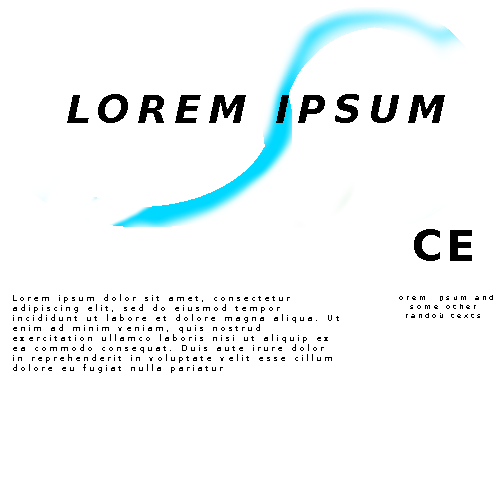 LOREM IPSUM
CE
Lorem ipsum dolor sit amet, consectetur
adipiscing elit, sed do eiusmod tempor
incididunt ut labore et dolore magna aliqua. Ut
enim ad minim veniam, quis nostrud
exercitation ullamco laboris nisi ut aliquip ex
ea commodo consequat. Duis aute irure dolor
in reprehenderit in voluptate velit esse cillum
dolore eu fugiat nulla pariatur
orem psum and
some other
texts